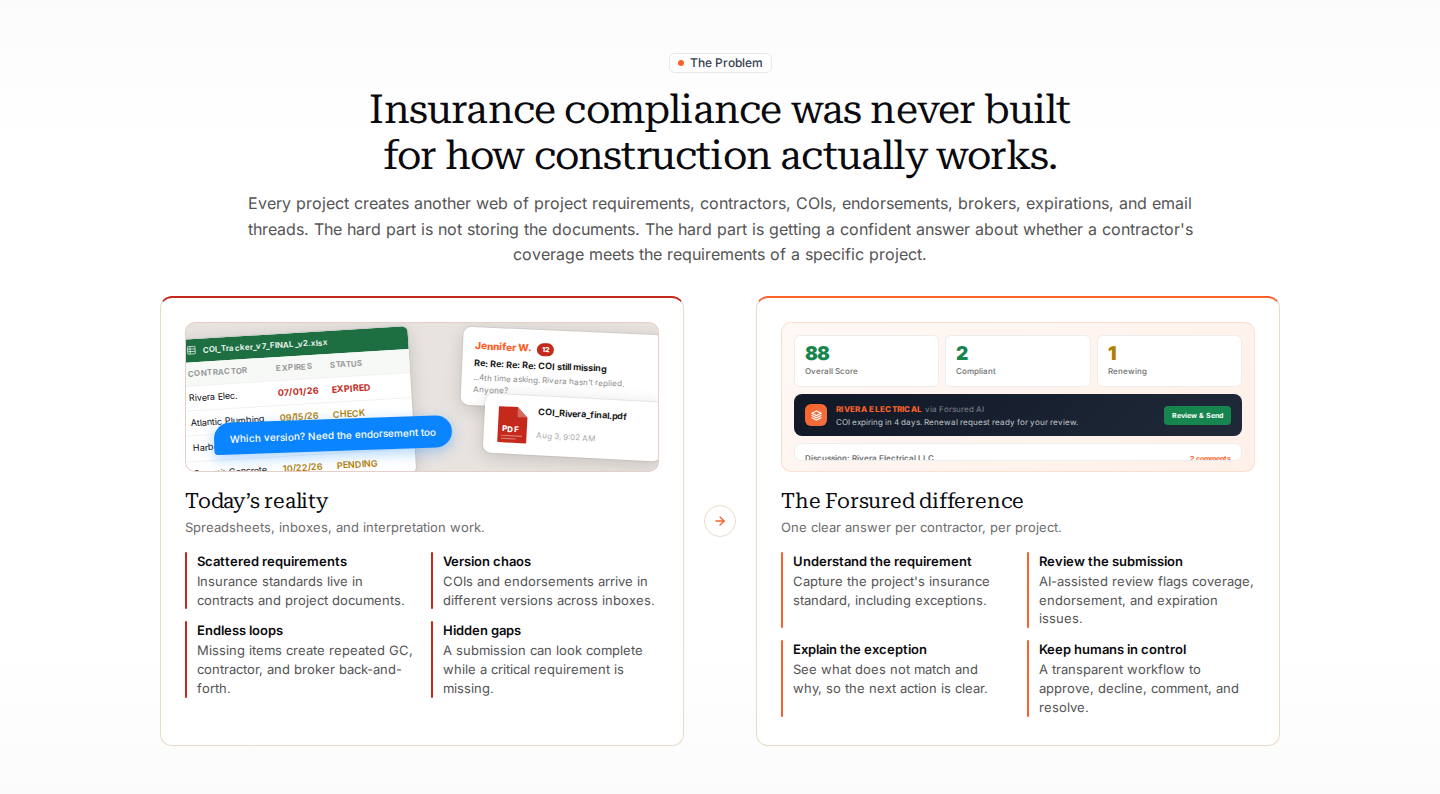 The Problem
Insurance compliance was never built
for how construction actually works.
Every project creates another web of project requirements, contractors, COIs, endorsements, brokers, expirations, and email
threads. The hard part is not storing the documents. The hard part is getting a confident answer about whether a contractor's
coverage meets the requirements of a specific project.
COI_Tracker_v7_FINAL_v2.xlsx
CONTRACTOR EXPIRES STATUS
Rivera Elec. 07/01/26 EXPIRED
Atlantic Plumbing 09/15/26 CHECK
Harb
10/22/26 PENDING
Which version? Need the endorsement too
Jennifer W. 12
Re: Re: Re: Re: COI still missing
...4th time asking. Rivera hasn't replied.
Anyone?
PDF
COI_Rivera_final.pdf
Aug 3, 9:02 AM
Today’s reality
Spreadsheets, inboxes, and interpretation work.
Scattered requirements
Insurance standards live in
contracts and project documents.
Version chaos
COIs and endorsements arrive in
different versions across inboxes.
Endless loops
Missing items create repeated GC,
contractor, and broker back-and-
forth.
Hidden gaps
A submission can look complete
while a critical requirement is
missing.
88
Overall Score
2
Compliant
1
Renewing
RIVERA ELECTRICAL via Forsured AI
COI expiring in 4 days. Renewal request ready for your review.
Review & Send
Discussion: Rivera Electrical LLC
2 comments
The Forsured difference
One clear answer per contractor, per project.
Understand the requirement
Capture the project's insurance
standard, including exceptions.
Review the submission
AI-assisted review flags coverage,
endorsement, and expiration
issues.
Explain the exception
See what does not match and
why, so the next action is clear.
Keep humans in control
A transparent workflow to
approve, decline, comment, and
resolve.